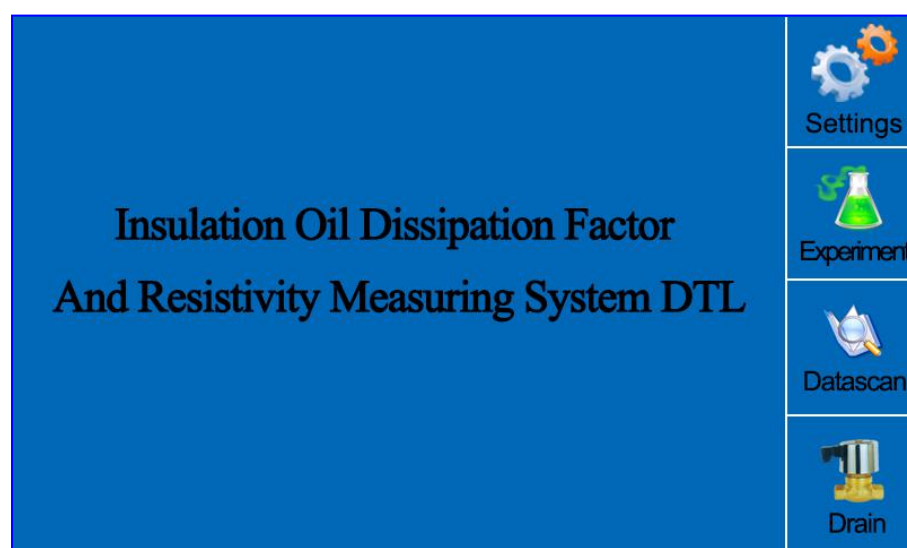 Insulation Oil Dissipation Factor
And Resistivity Measuring System DTL
Settings
Experiment
Datascan
Drain